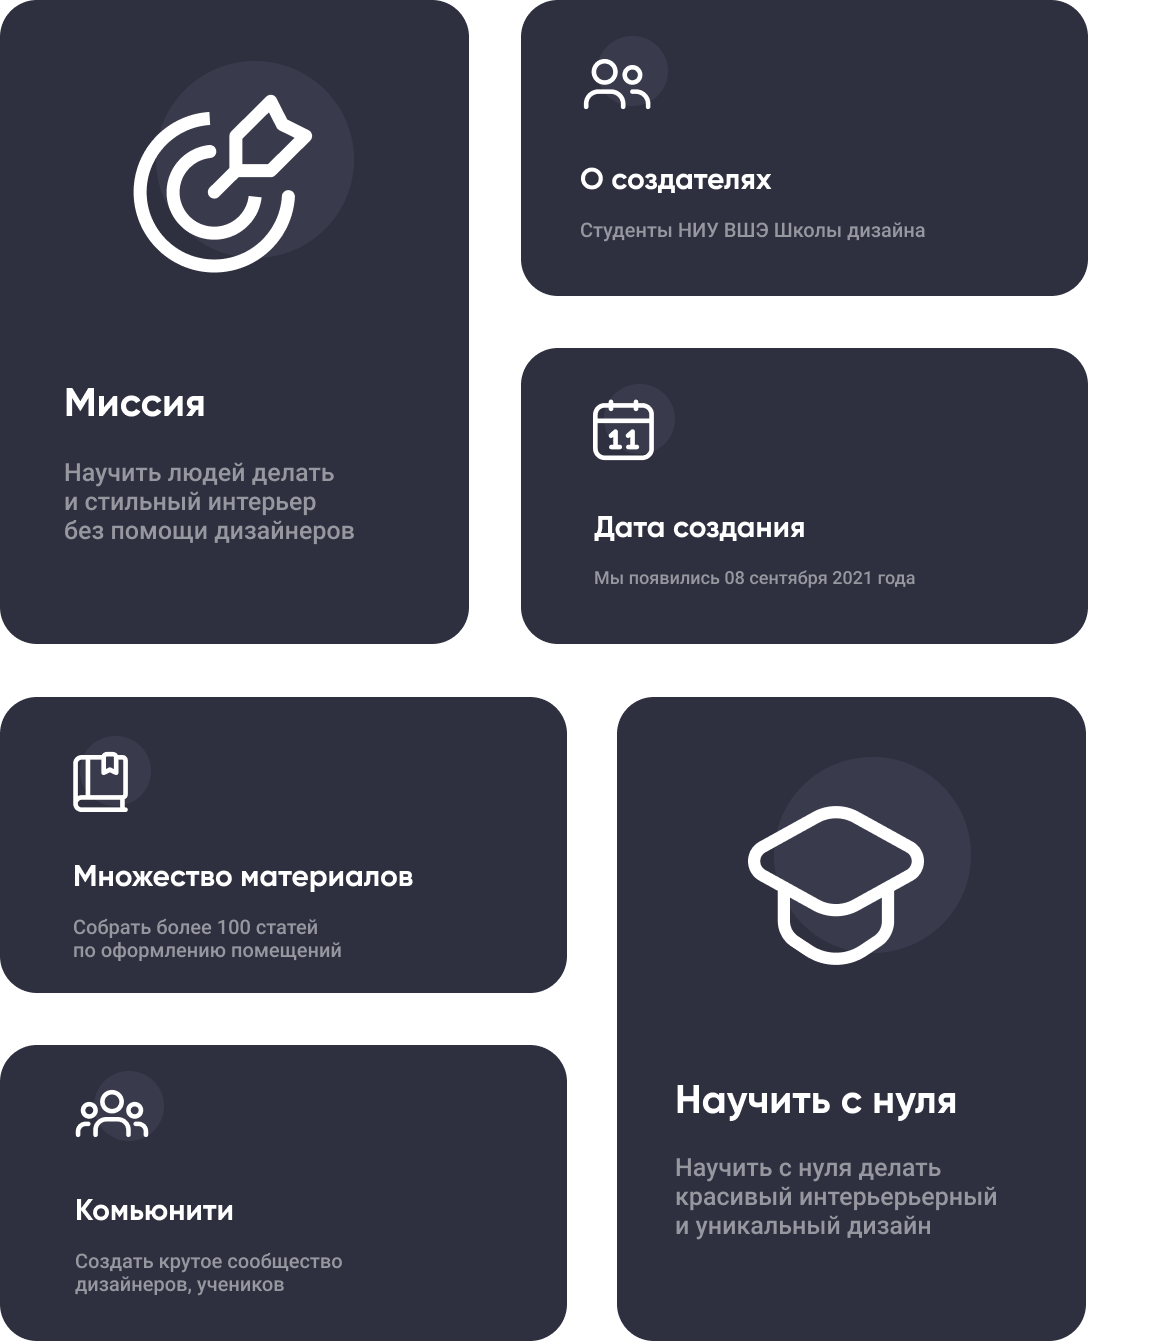 Миссия
Научить людей делать
и стильный интерьер
без помощи дизайнеров
О создателях
Студенты НИУ ВШЭ Школы дизайна
11
Дата создания
Мы появились 08 сентября 2021 года
Множество материалов
Собрать более 100 статей
по оформлению помещений
Комьюнити
Создать крутое сообщество
дизайнеров, учеников
Научить с нуля
Научить с нуля делать
красивый интерьерьерный
и уникальный дизайн